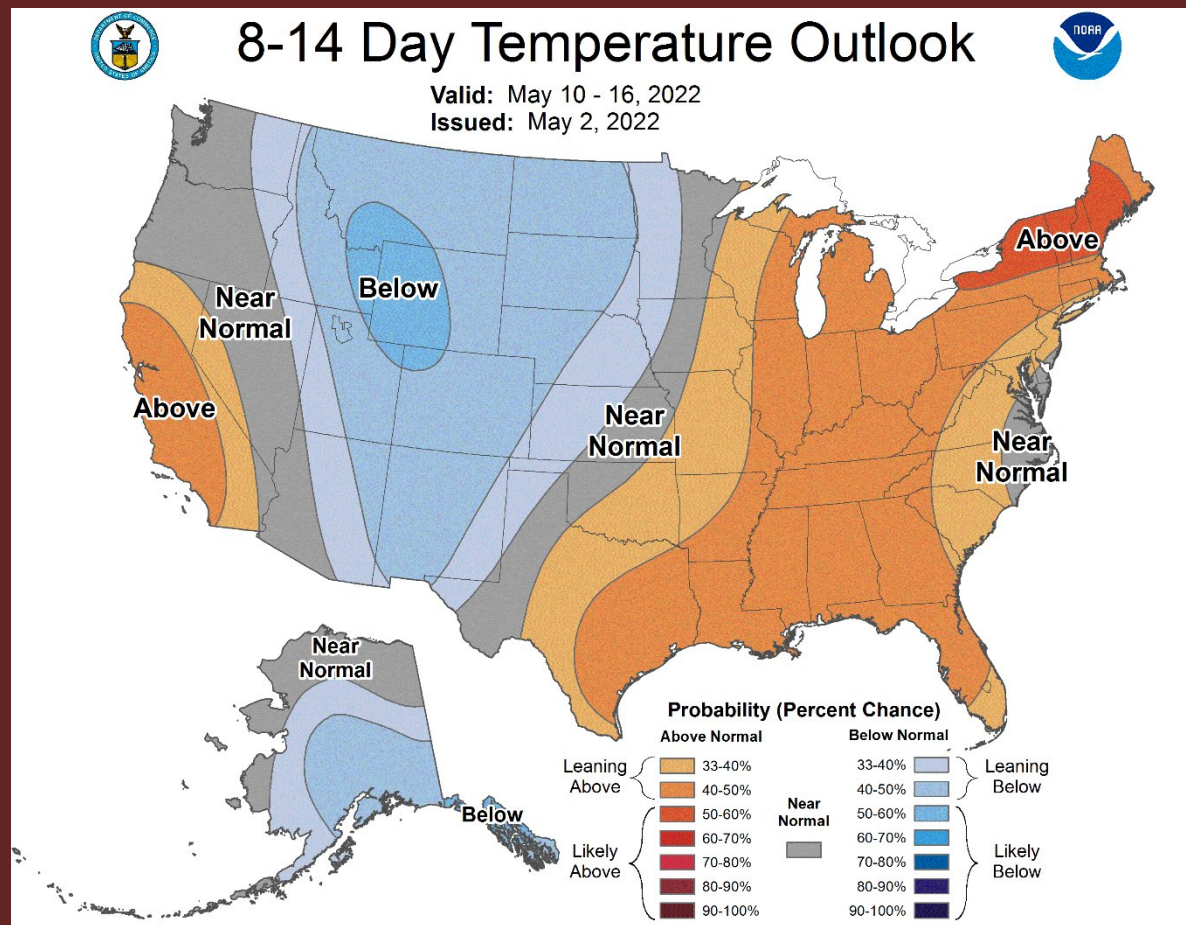 8-14 Day Temperature Outlook
NOAA
Valid: May 10 - 16, 2022
Issued: May 2, 2022
Above
Near
Normal
Below
Above
Near
Normal
Near
Normal
Near
Normal
Below
Probability (Percent Chance)
Above Normal Below Normal
Leaning
Above
33-40%
40-50%
Likely
Above
50-60%
60-70%
70-80%
80-90%
90-100%
Near
Normal
33-40%
40-50%
Leaning
Below
50-60%
60-70%
70-80%
80-90%
90-100%
Likely
Below